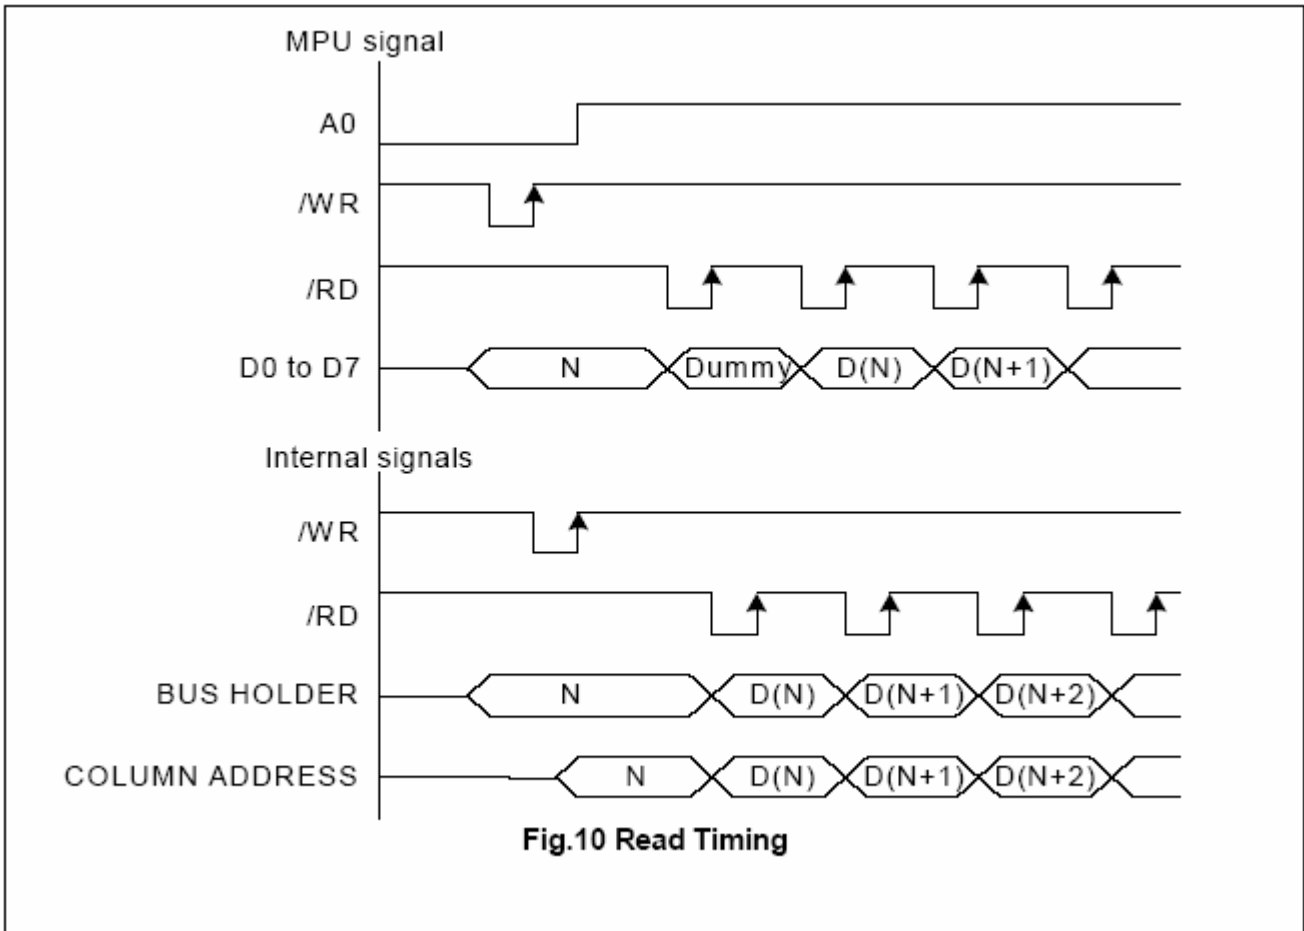 MPU signal
A0
/WR
/RD
D0 to D7 N Dummy D(N) D(N+1)
Internal signals
/WR
/RD
BUS HOLDER N D(N) D(N+1) D(N+2)
COLUMN ADDRESS N D(N) D(N+1) D(N+2)
Fig.10 Read Timing